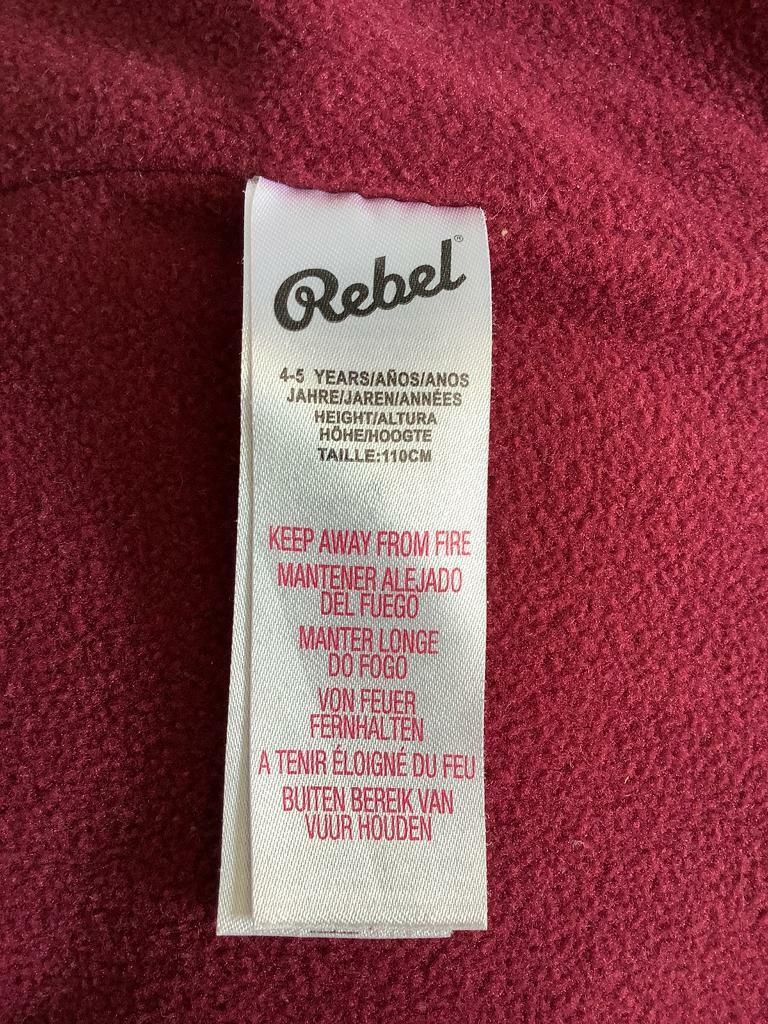 Rebel
4-5 YEARS/AÑOS/ANOS
JAHRE/JAREN/ANNÉES
HEIGHT/ALTURA
HÖHE/HOOGTE
TAILLE:110CM
KEEP AWAY FROM FIRE
MANTENER ALEJADO
DEL FUEGO
MANTER LONGE
DO FOGO
VON FEUER
FERNHALTEN
A TENIR ÉLOIGNÉ DU FEU
BUITEN BEREIK VAN
VUUR HOUDEN